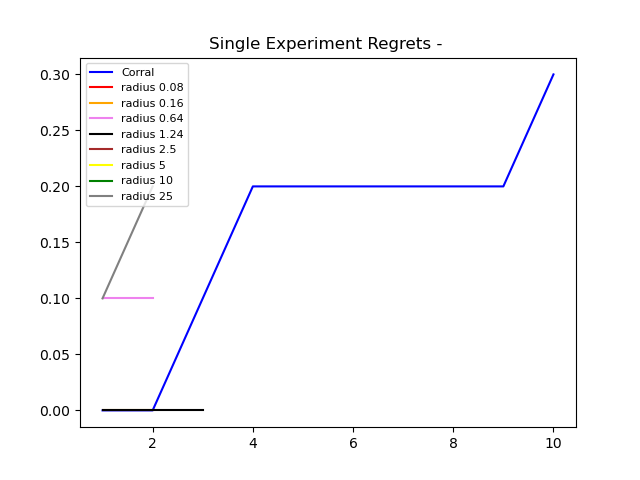 Single Experiment Regrets -
0.30
0.25
0.20
0.15
0.10
0.05
0.00
Corral
radius 0.08
radius 0.16
radius 0.64
radius 1.24
radius 2.5
radius 5
radius 10
radius 25
2 4 6 8 10